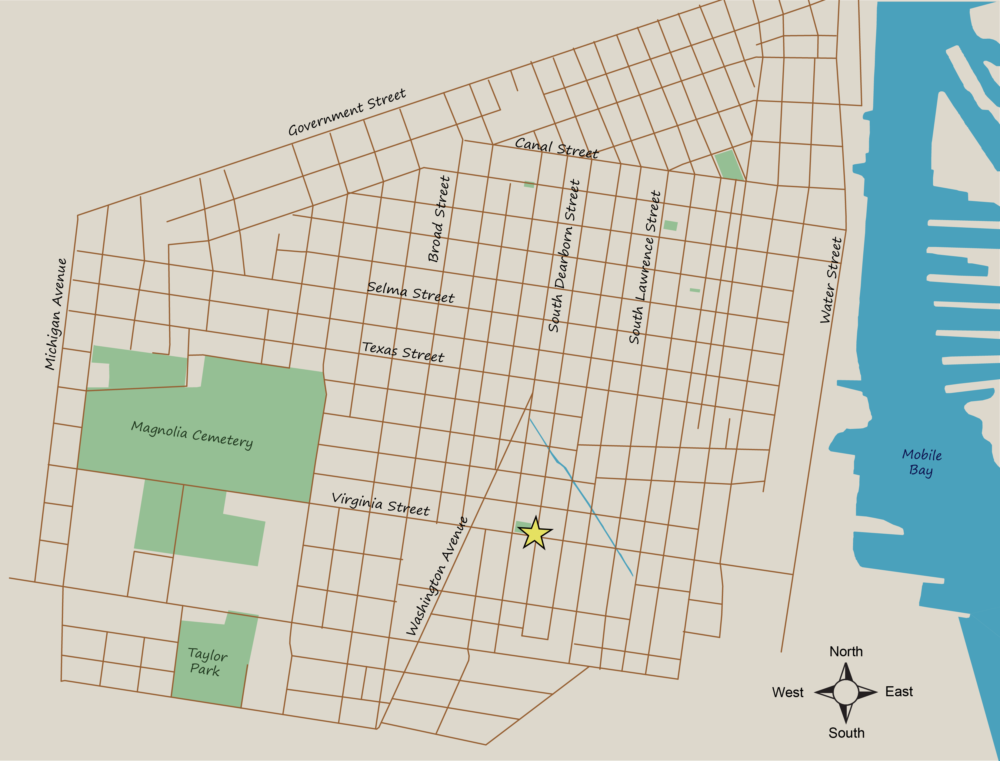 Government Street
Canal Street
Broad Street
South Dearborn Street
South Lawrence Street
Water Street
Michigan Avenue
Selma Street
Texas Street
Magnolia Cemetery
Mobile
Bay
Virginia Street
Washington Avenue
Taylor
Park
North
West
East
South